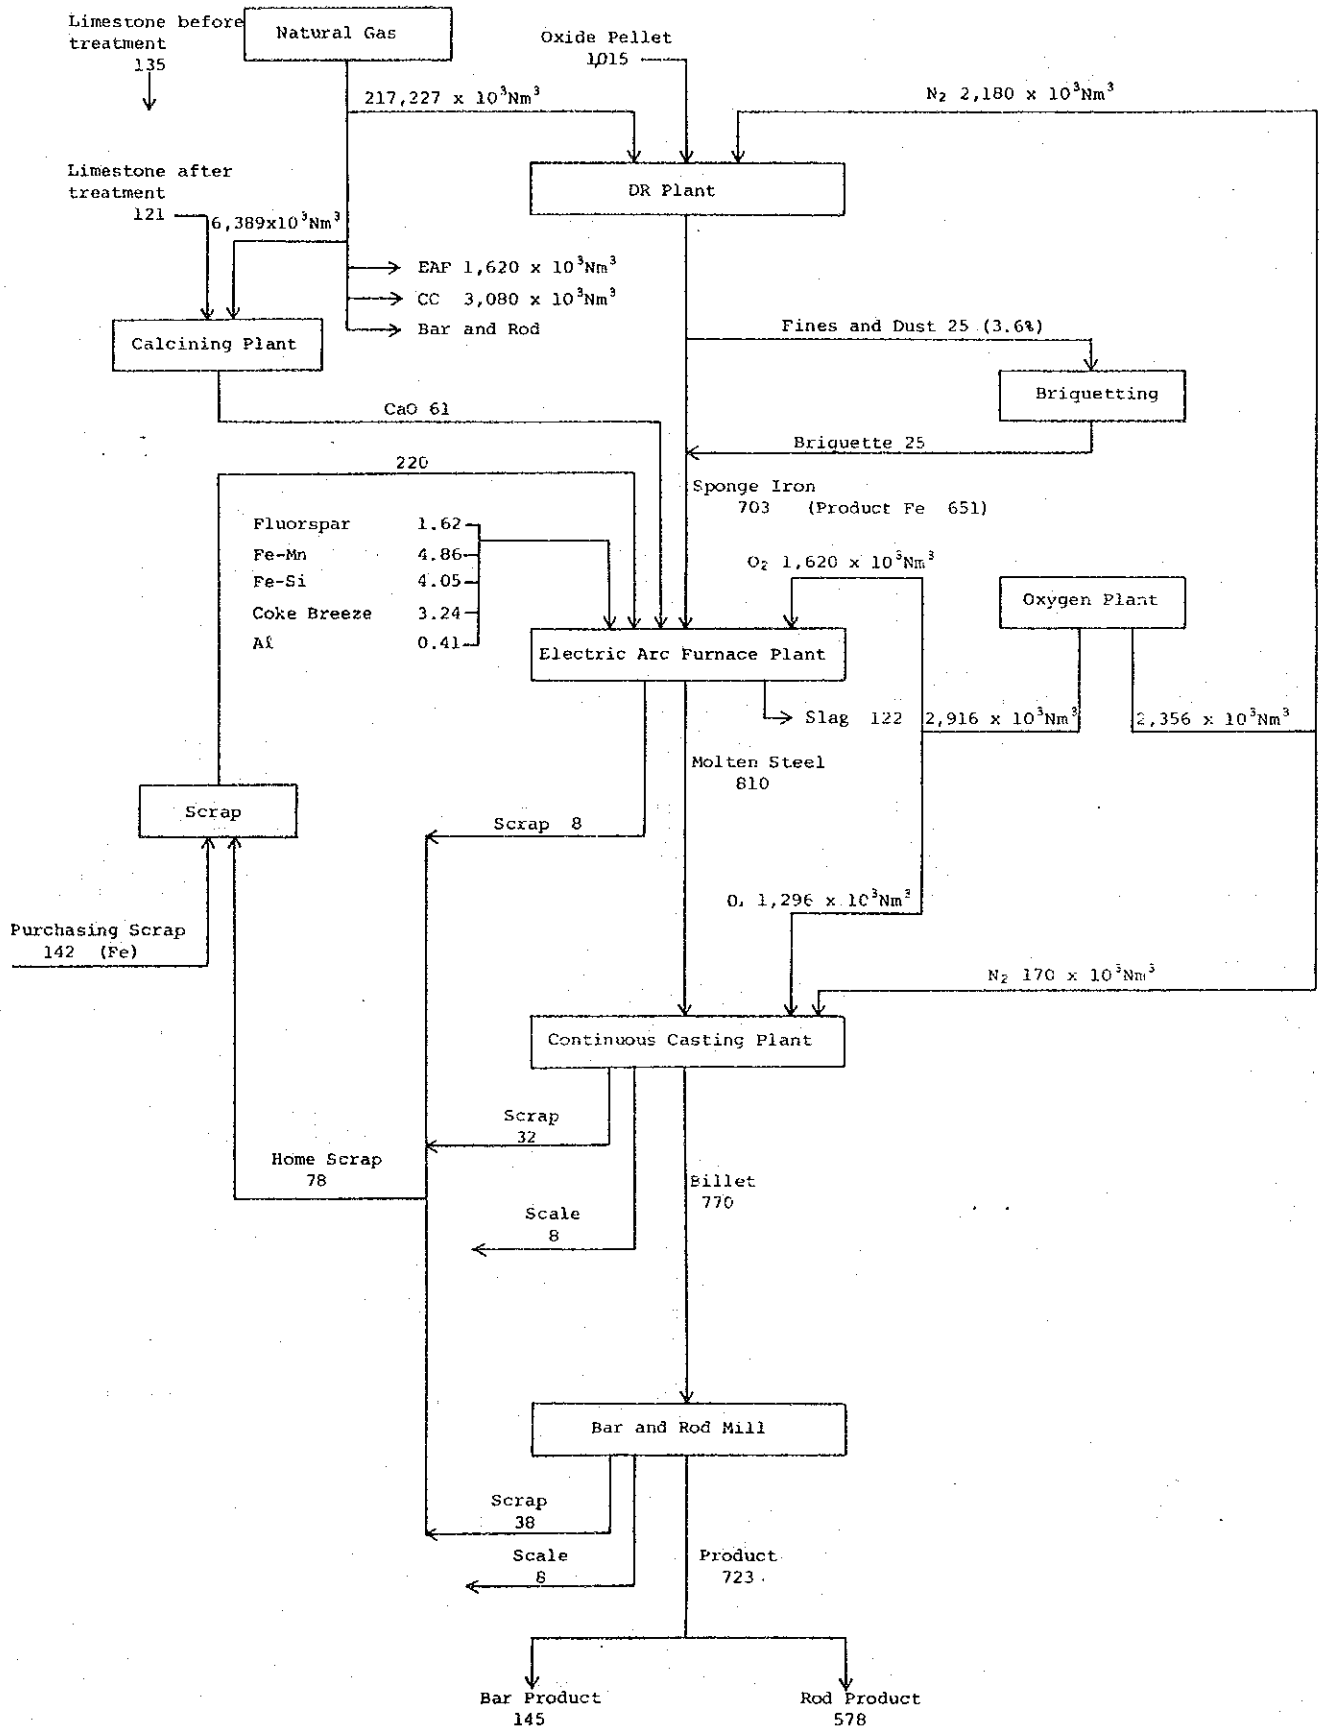 Limestone before
treatment
135
Natural Gas
Oxide Pellet
1,015
217,227 x 10³Nm³
N₂ 2,180 x 10³Nm³
Limestone after
treatment
121
6,389x10³Nm³
DR Plant
EAF 1,620 x 10³Nm³
CC 3,080 x 10³Nm³
Bar and Rod
Calcining Plant
Fines and Dust 25 (3.6%)
Briquetting
CaO 61
Briquette 25
220
Sponge Iron
703 (Product Fe 651)
Fluorspar 1.62
Fe-Mn 4.86
Fe-Si 4.05
Coke Breeze 3.24
Aℓ 0.41
O₂ 1,620 x 10³Nm³
Oxygen Plant
Electric Arc Furnace Plant
Slag 122
2,916 x 10³Nm³
2,356 x 10³Nm³
Molten Steel
810
Scrap
Scrap 8
O₂ 1,296 x 10³Nm³
Purchasing Scrap
142 (Fe)
N₂ 170 x 10³Nm³
Continuous Casting Plant
Scrap
32
Home Scrap
78
Billet
770
Scale
8
Bar and Rod Mill
Scrap
38
Scale
8
Product
723
Bar Product
145
Rod Product
578